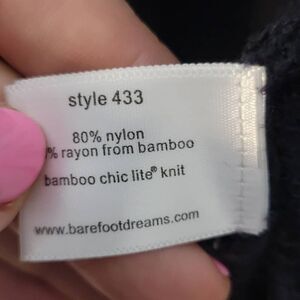 style 433
80% nylon
% rayon from bamboo
bamboo chic lite® knit
www.barefootdreams.com